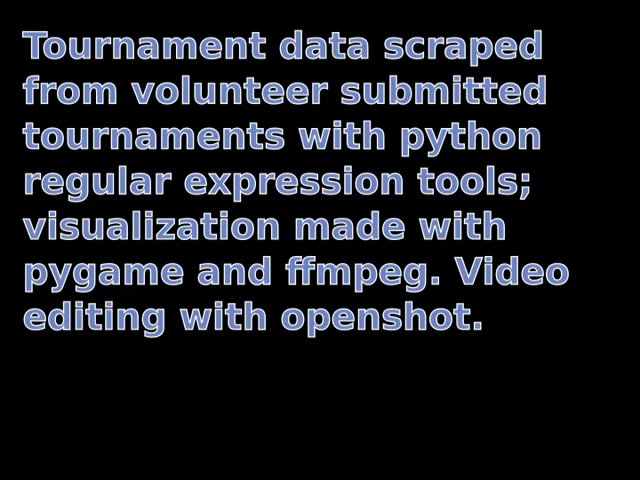 Tournament data scraped
from volunteer submitted
tournaments with python
regular expression tools;
visualization made with
pygame and ffmpeg. Video
editing with openshot.